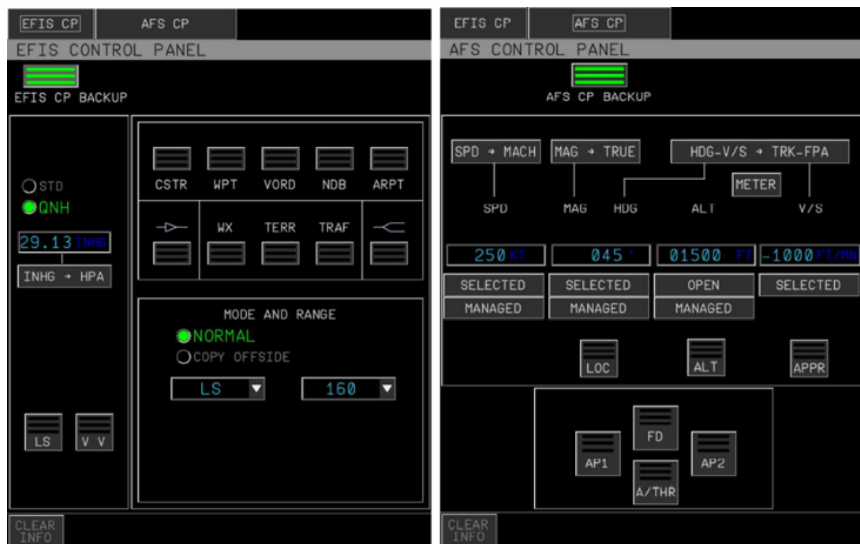 EFIS CP AFS CP
EFIS CONTROL PANEL
EFIS CP BACKUP
STD
QNH
29.13 INHG
INHG → HPA
LS V V
CSTR WPT VORD NDB ARPT
WX TERR TRAF
MODE AND RANGE
NORMAL
COPY OFFSIDE
LS 160
CLEAR
INFO
EFIS CP AFS CP
AFS CONTROL PANEL
AFS CP BACKUP
SPD → MACH MAG → TRUE HDG-V/S → TRK-FPA
METER
SPD MAG HDG ALT V/S
250 KT 045 ° 01500 FT -1000 FT/MN
SELECTED SELECTED OPEN SELECTED
MANAGED MANAGED MANAGED
LOC ALT APPR
FD
AP1 AP2
A/THR
CLEAR
INFO